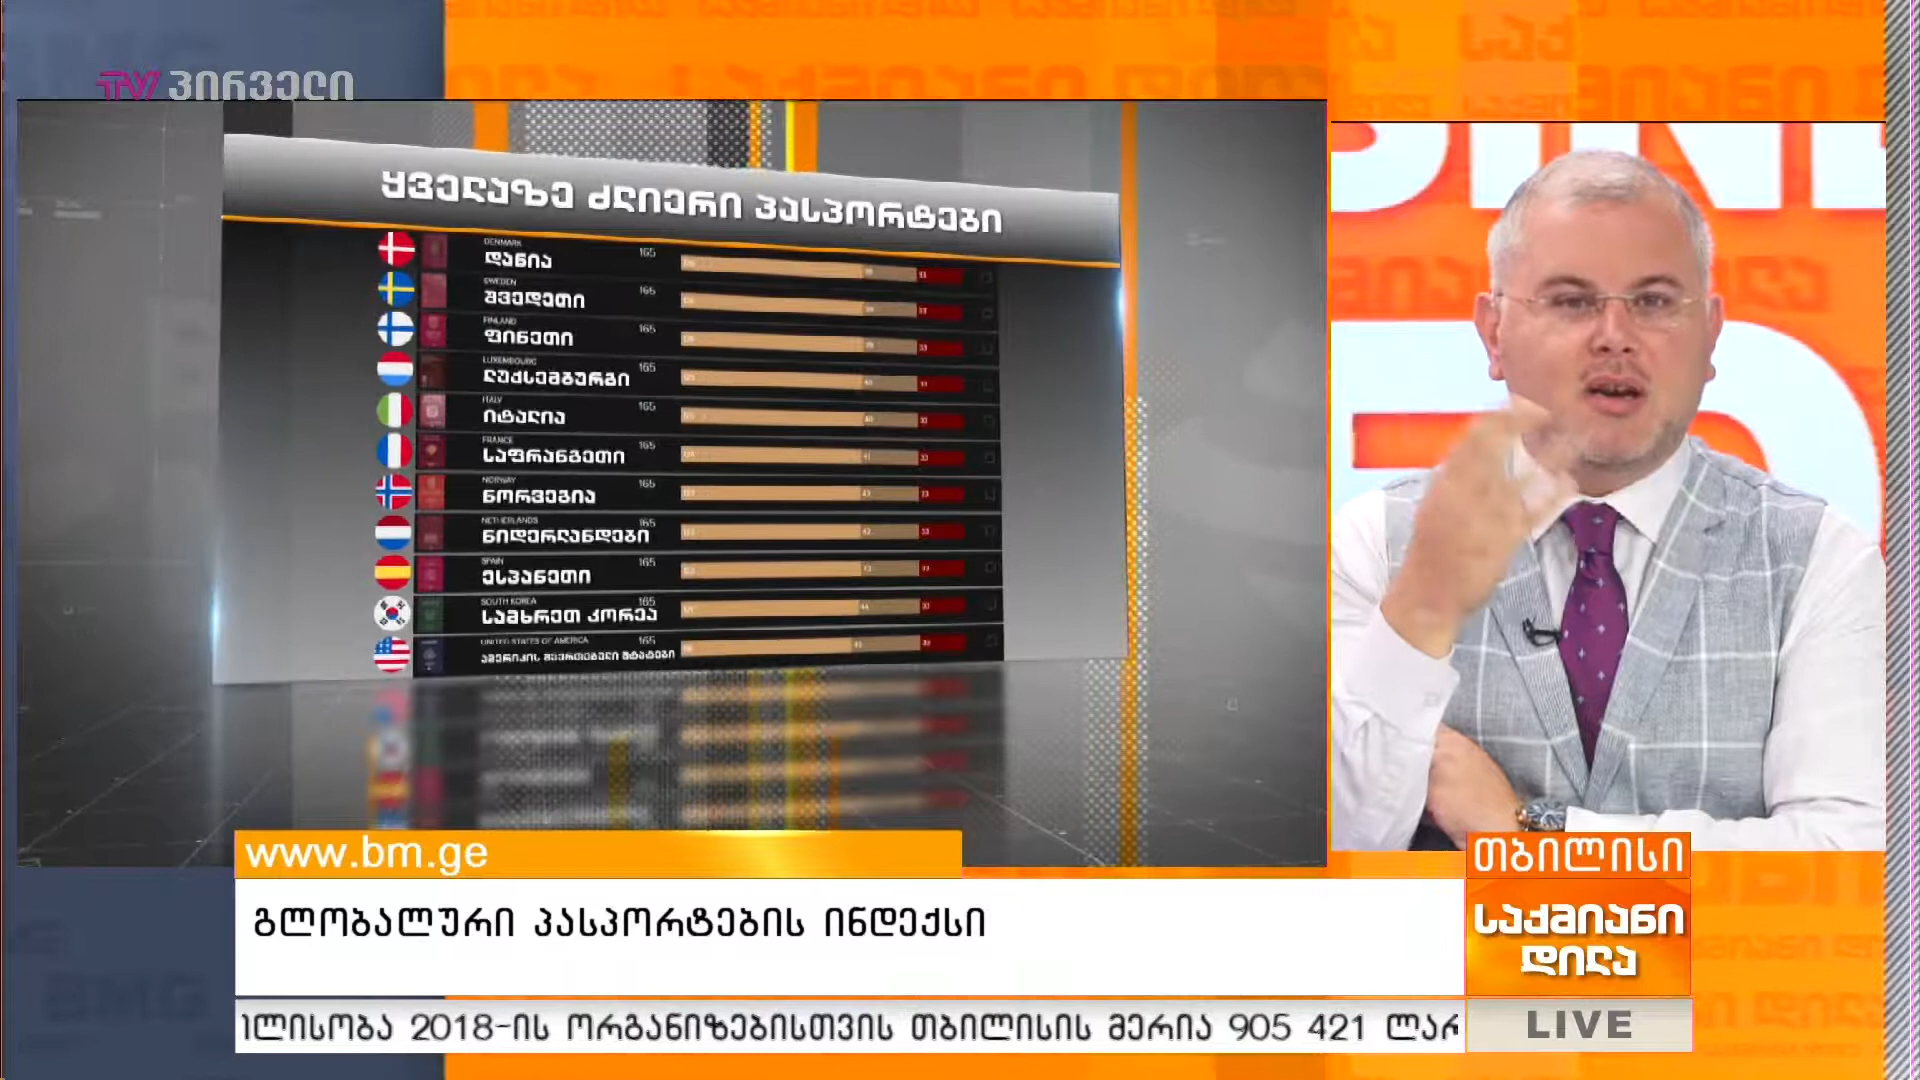 TV ᲞᲘᲠᲕᲔᲚᲘ
ᲧᲕᲔᲚᲐᲖᲔ ᲫᲚᲘᲔᲠᲘ ᲞᲐᲡᲞᲝᲠᲢᲔᲑᲘ
DENMARK 165
ᲓᲐᲜᲘᲐ
SWEDEN 165
ᲨᲕᲔᲓᲔᲗᲘ
FINLAND 165
ᲤᲘᲜᲔᲗᲘ
LUXEMBOURG 165
ᲚᲣᲥᲡᲔᲛᲑᲣᲠᲒᲘ
ITALY 165
ᲘᲢᲐᲚᲘᲐ
FRANCE 165
ᲡᲐᲤᲠᲐᲜᲒᲔᲗᲘ
NORWAY 165
ᲜᲝᲠᲕᲔᲒᲘᲐ
NETHERLANDS 165
ᲜᲘᲓᲔᲠᲚᲐᲜᲓᲔᲑᲘ
SPAIN 165
ᲔᲡᲞᲐᲜᲔᲗᲘ
SOUTH KOREA 165
ᲡᲐᲛᲮᲠᲔᲗ ᲙᲝᲠᲔᲐ
UNITED STATES OF AMERICA 165
ᲐᲛᲔᲠᲘᲙᲘᲡ ᲨᲔᲔᲠᲗᲔᲑᲣᲚᲘ ᲨᲢᲐᲢᲔᲑᲘ
www.bm.ge
ᲒᲚᲝᲑᲐᲚᲣᲠᲘ ᲞᲐᲡᲞᲝᲠᲢᲔᲑᲘᲡ ᲘᲜᲓᲔᲥᲡᲘ
ᲗᲑᲘᲚᲘᲡᲘ
ᲡᲐᲥᲛᲘᲐᲜᲘ
ᲓᲘᲚᲐ
ᲘᲚᲘᲡᲝᲑᲐ 2018-ᲘᲡ ᲝᲠᲒᲐᲜᲘᲖᲔᲑᲘᲡᲗᲕᲘᲡ ᲗᲑᲘᲚᲘᲡᲘᲡ ᲛᲔᲠᲘᲐ 905 421 ᲚᲐᲠ
LIVE